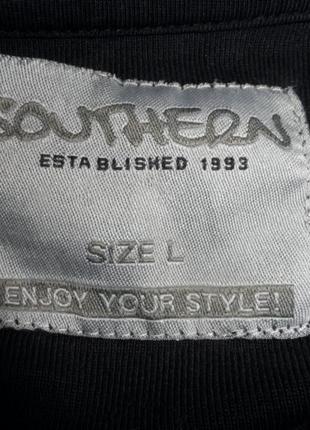 SOUTHERN
ESTABLISHED 1993
SIZE L
ENJOY YOUR STYLE!